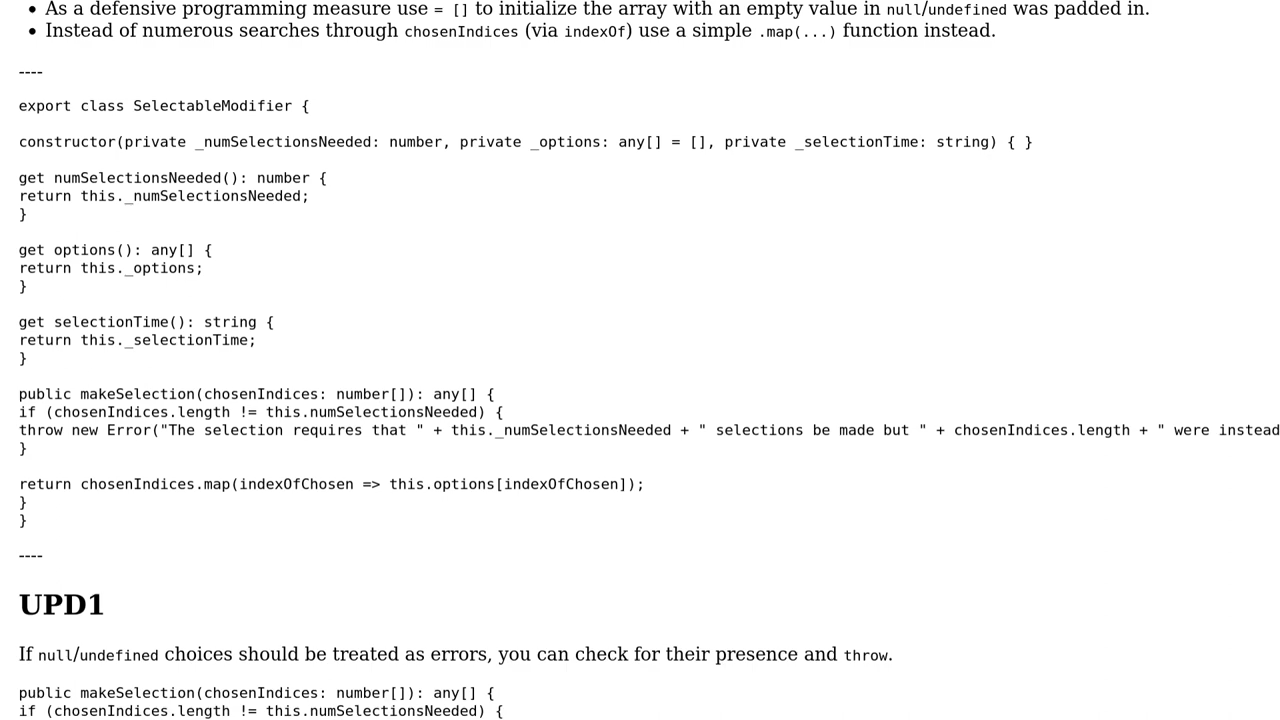 • As a defensive programming measure use = [] to initialize the array with an empty value in null/undefined was padded in.
• Instead of numerous searches through chosenIndices (via indexOf) use a simple .map(...) function instead.
----
export class SelectableModifier {
constructor(private _numSelectionsNeeded: number, private _options: any[] = [], private _selectionTime: string) { }
get numSelectionsNeeded(): number {
return this._numSelectionsNeeded;
}
get options(): any[] {
return this._options;
}
get selectionTime(): string {
return this._selectionTime;
}
public makeSelection(chosenIndices: number[]): any[] {
if (chosenIndices.length != this.numSelectionsNeeded) {
throw new Error("The selection requires that " + this._numSelectionsNeeded + " selections be made but " + chosenIndices.length + " were instead
}
return chosenIndices.map(indexOfChosen => this.options[indexOfChosen]);
}
}
----
UPD1
If null/undefined choices should be treated as errors, you can check for their presence and throw.
public makeSelection(chosenIndices: number[]): any[] {
if (chosenIndices.length != this.numSelectionsNeeded) {